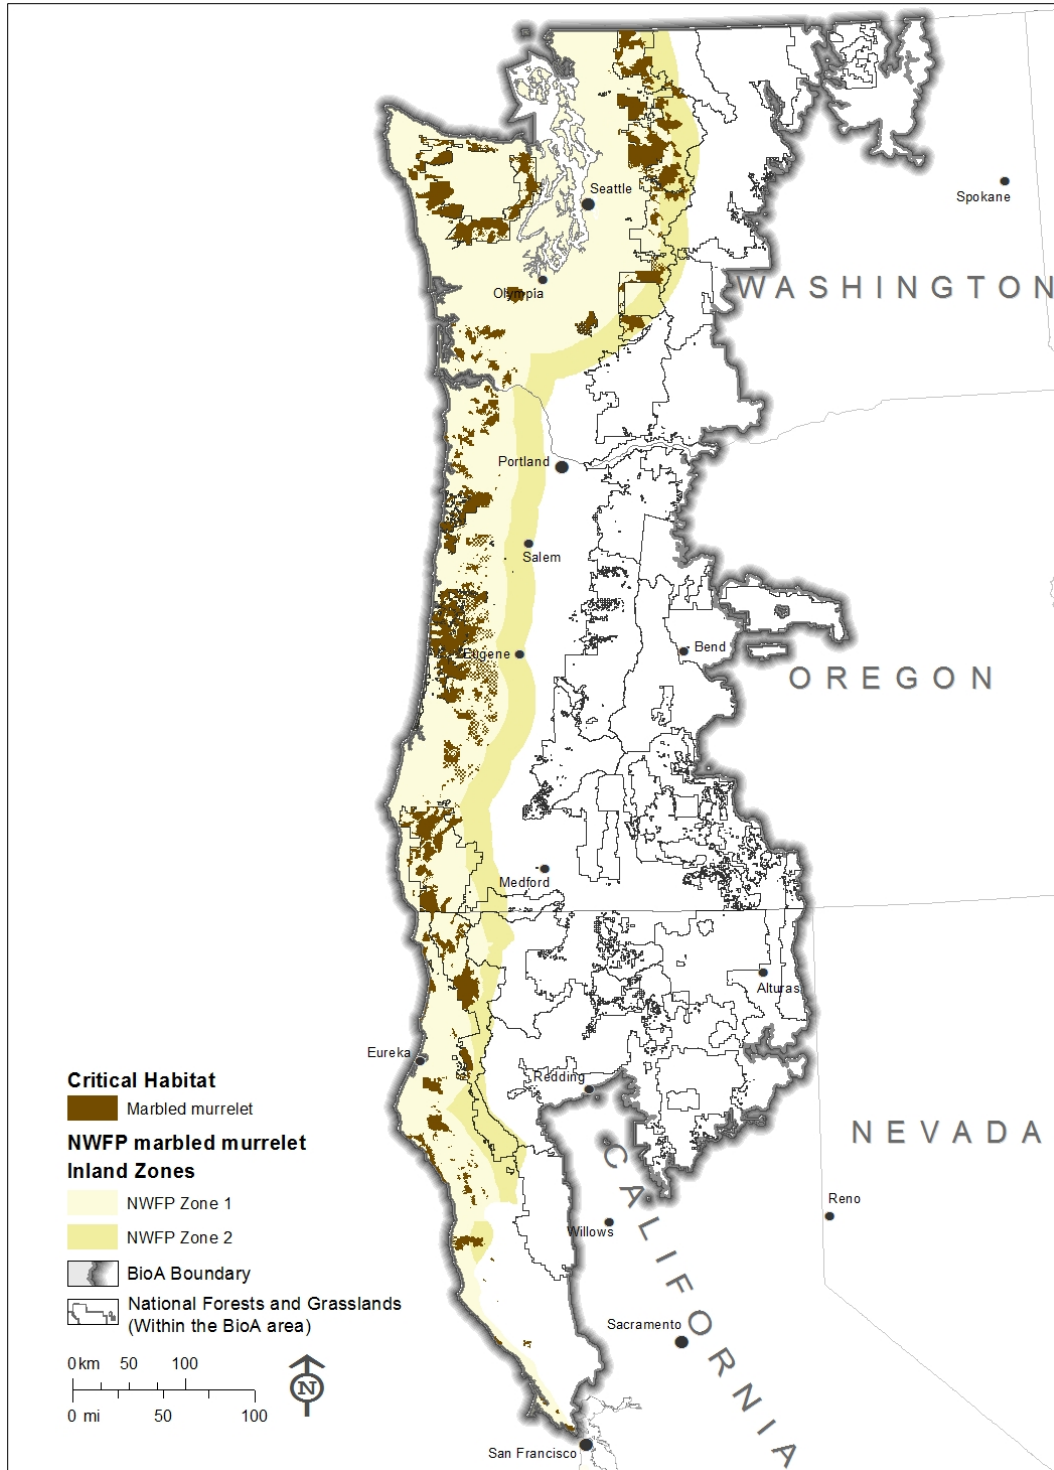 Seattle
Spokane
WASHINGTON
Olympia
Portland
Salem
Eugene
Bend
OREGON
Medford
Alturas
Eureka
Redding
CALIFORNIA
NEVADA
Reno
Willows
Sacramento
San Francisco
Critical Habitat
Marbled murrelet
NWFP marbled murrelet
Inland Zones
NWFP Zone 1
NWFP Zone 2
BioA Boundary
National Forests and Grasslands
(Within the BioA area)
0 km 50 100
0 mi 50 100
N